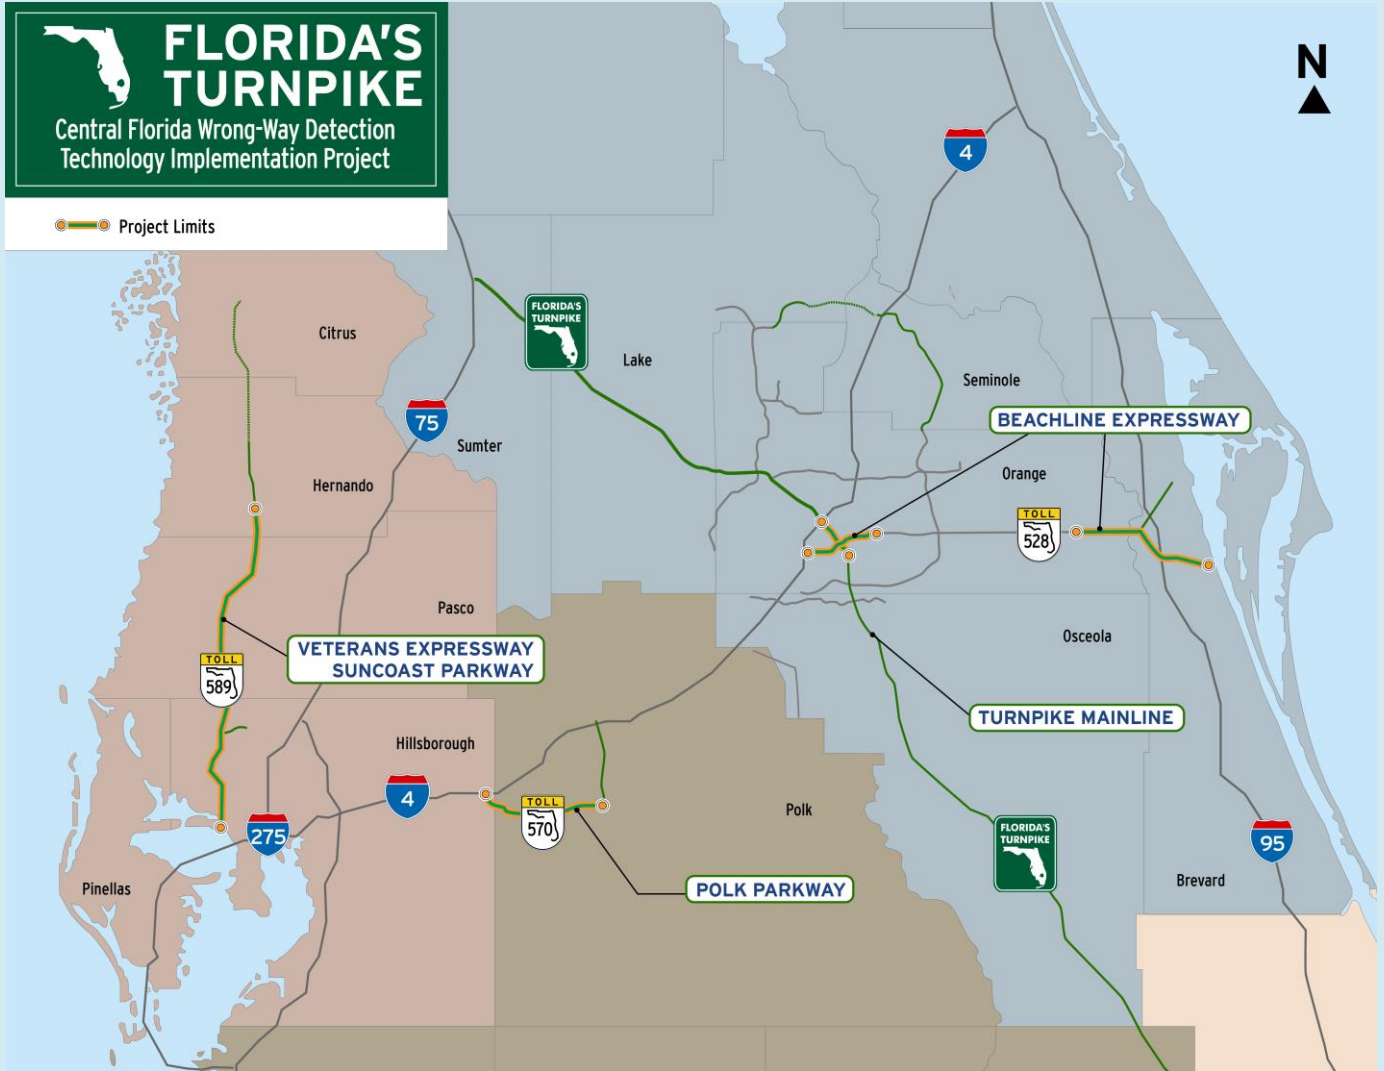 FLORIDA'S
TURNPIKE
Central Florida Wrong-Way Detection
Technology Implementation Project
Project Limits
N
4
FLORIDA'S
TURNPIKE
Citrus
Lake
Seminole
75
BEACHLINE EXPRESSWAY
Sumter
Orange
Hernando
TOLL
528
Pasco
Osceola
VETERANS EXPRESSWAY
SUNCOAST PARKWAY
TOLL
589
TURNPIKE MAINLINE
Hillsborough
4
TOLL
570
Polk
275
FLORIDA'S
TURNPIKE
95
Pinellas
POLK PARKWAY
Brevard